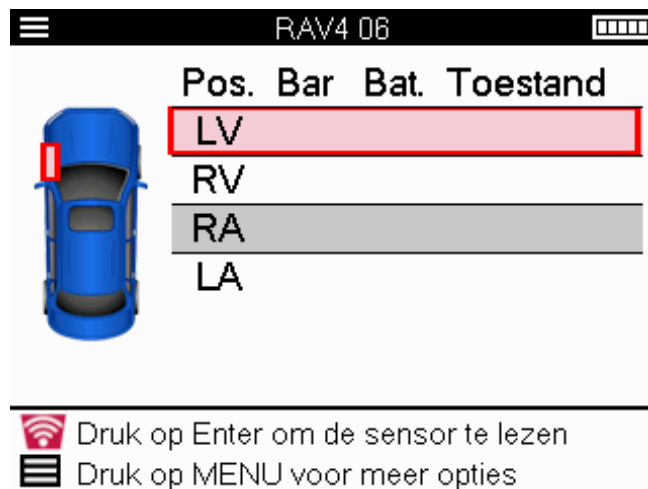 RAV4 06
Pos. Bar Bat. Toestand
LV
RV
RA
LA
Druk op Enter om de sensor te lezen
Druk op MENU voor meer opties